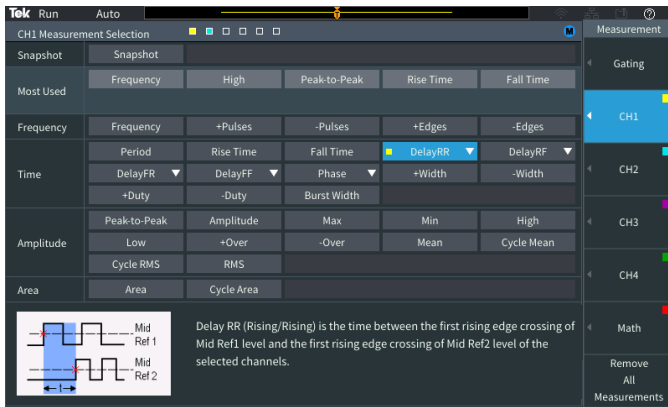 Tek Run Auto
CH1 Measurement Selection M Measurement
Snapshot Snapshot
Gating
Most Used Frequency High Peak-to-Peak Rise Time Fall Time
CH1
Frequency Frequency +Pulses -Pulses +Edges -Edges
Time Period Rise Time Fall Time DelayRR DelayRF
DelayFR DelayFF Phase +Width -Width
CH2
+Duty -Duty Burst Width
Amplitude Peak-to-Peak Amplitude Max Min High
CH3
Low +Over -Over Mean Cycle Mean
Cycle RMS RMS
CH4
Area Area Cycle Area
Mid
Ref 1
Mid
Ref 2
t
Delay RR (Rising/Rising) is the time between the first rising edge crossing of
Mid Ref1 level and the first rising edge crossing of Mid Ref2 level of the
selected channels.
Math
Remove
All
Measurements